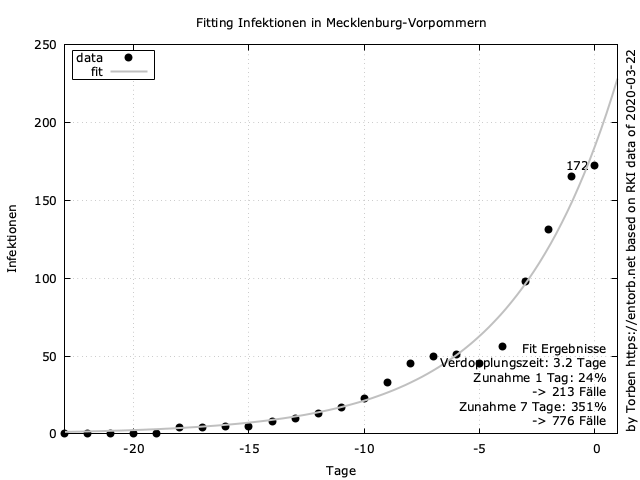 Fitting Infektionen in Mecklenburg-Vorpommern
250
200
150
100
50
0
Infektionen
data
fit
172
Fit Ergebnisse
Verdopplungszeit: 3.2 Tage
Zunahme 1 Tag: 24%
-> 213 Fälle
Zunahme 7 Tage: 351%
-> 776 Fälle
-20
-15
-10
-5
0
Tage
by Torben https://entorb.net based on RKI data of 2020-03-22